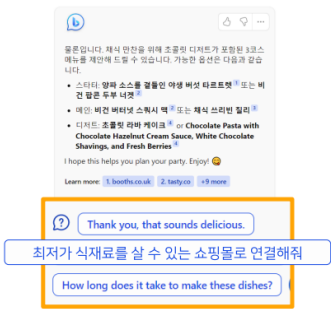 물론입니다. 채식 만찬을 위해 초콜릿 디저트가 포함된 3코스
메뉴를 제안해 드릴 수 있습니다. 가능한 옵션은 다음과 같습
니다.
• 스타터: 양파 소스를 곁들인 야생 버섯 타르트렛 1 또는 비
건 팝콘 두부 너겟 2
• 메인: 비건 버터넛 스쿼시 맥 2 또는 채식 쓰리빈 칠리 3
• 디저트: 초콜릿 라바 케이크 4 or Chocolate Pasta with
Chocolate Hazelnut Cream Sauce, White Chocolate
Shavings, and Fresh Berries 4
I hope this helps you plan your party. Enjoy! 😋
Learn more: 1. booths.co.uk 2. tasty.co +9 more
Thank you, that sounds delicious.
최저가 식재료를 살 수 있는 쇼핑몰로 연결해줘
How long does it take to make these dishes?